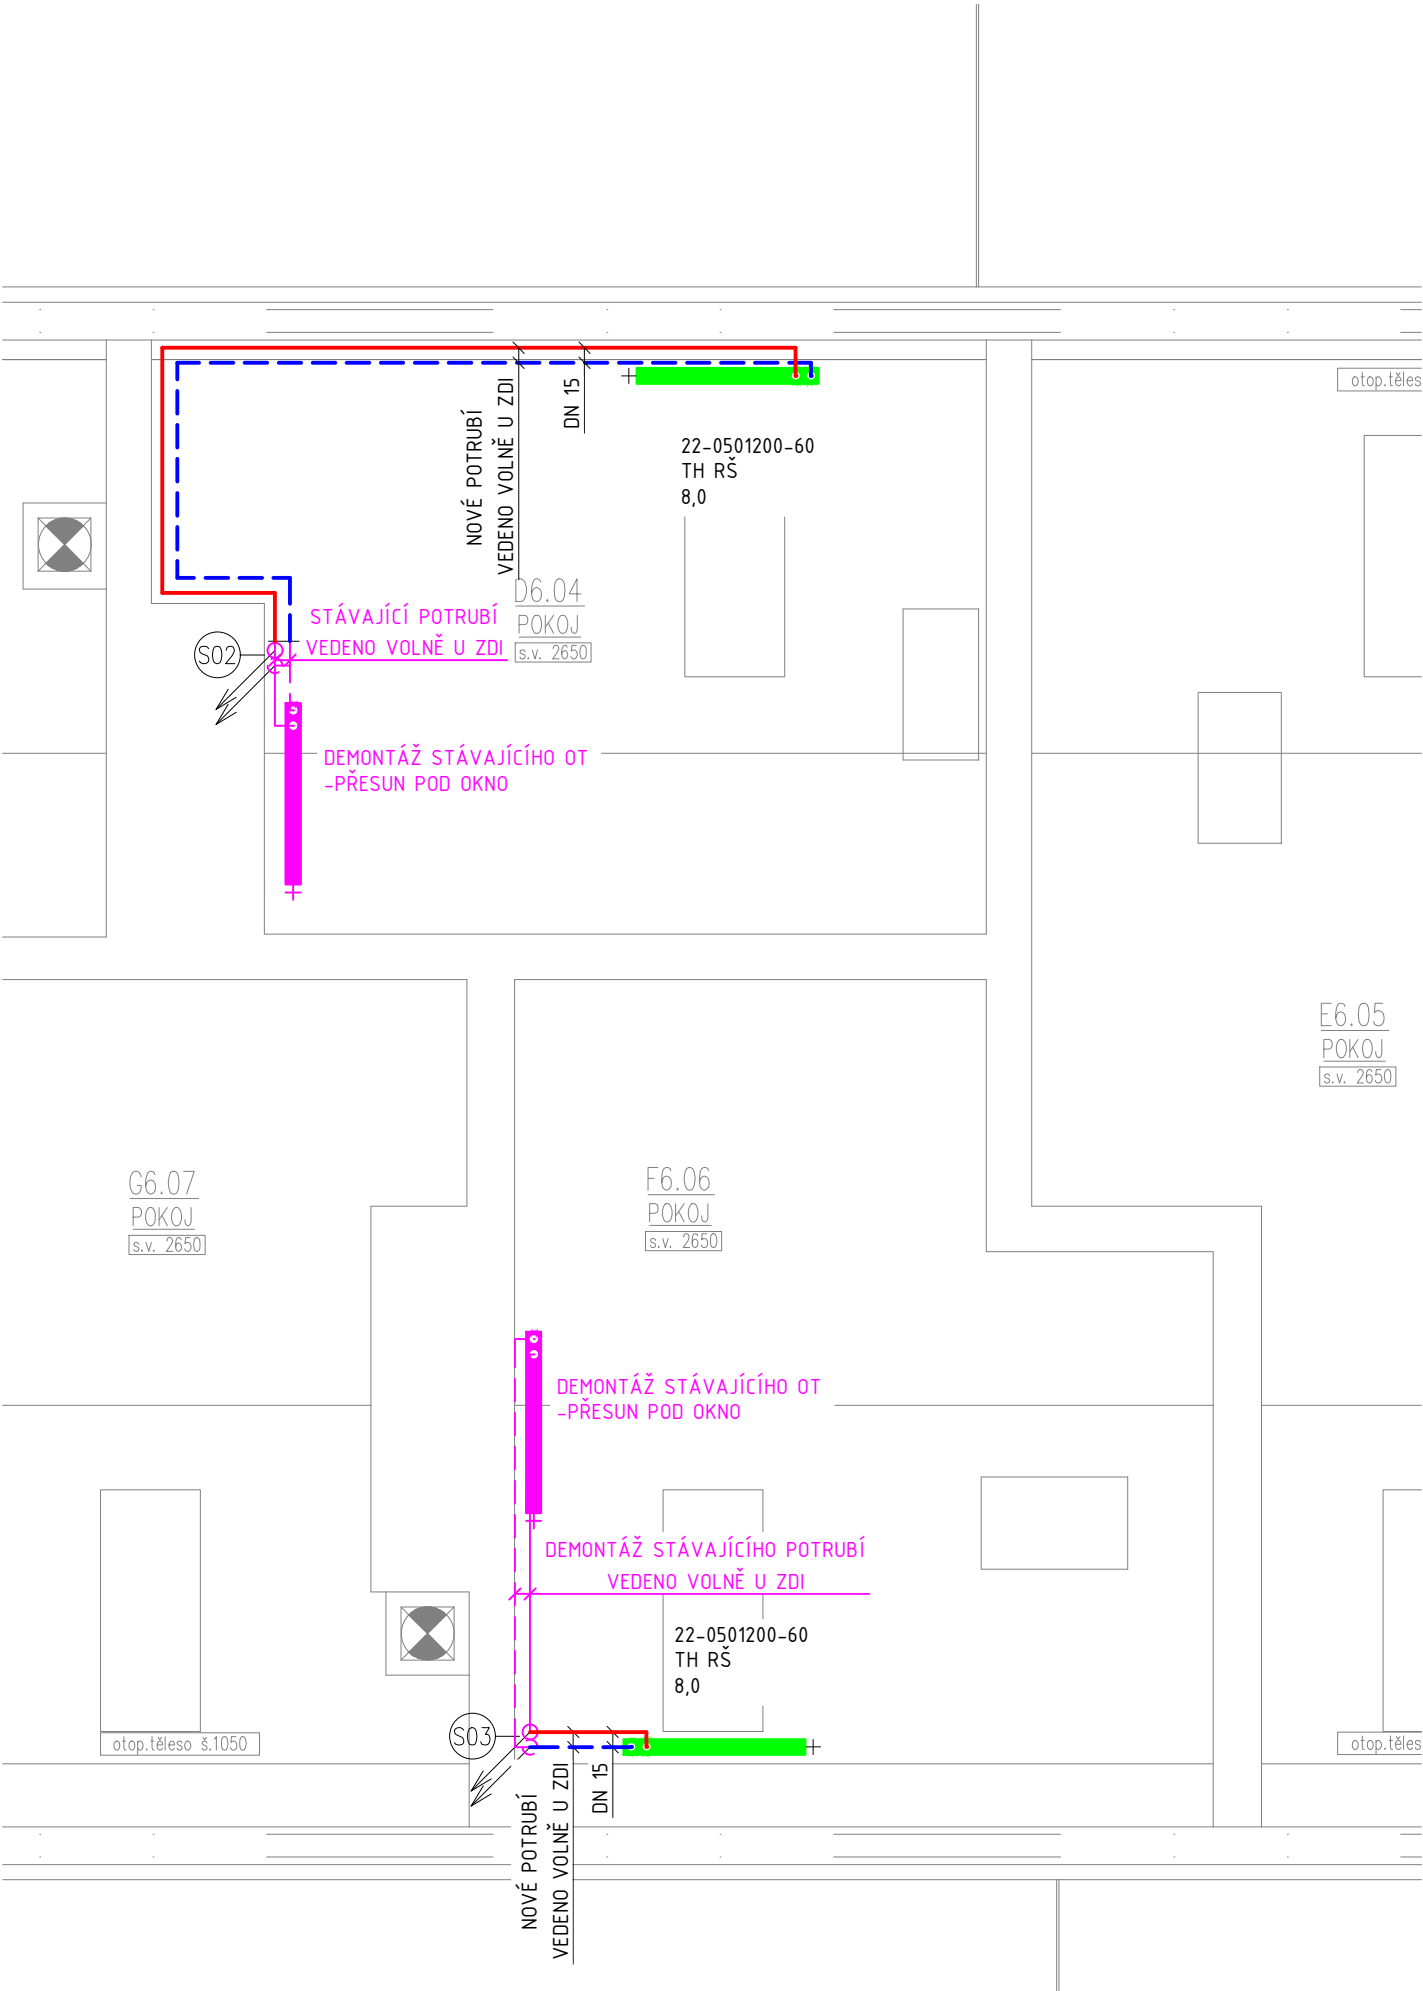 otop.těles
DN 15
NOVÉ POTRUBÍ
VEDENO VOLNĚ U ZDI
22-0501200-60
TH RŠ
8,0
D6.04
POKOJ
s.v. 2650
STÁVAJÍCÍ POTRUBÍ
VEDENO VOLNĚ U ZDI
S02
DEMONTÁŽ STÁVAJÍCÍHO OT
-PŘESUN POD OKNO
E6.05
POKOJ
s.v. 2650
G6.07
POKOJ
s.v. 2650
F6.06
POKOJ
s.v. 2650
DEMONTÁŽ STÁVAJÍCÍHO OT
-PŘESUN POD OKNO
DEMONTÁŽ STÁVAJÍCÍHO POTRUBÍ
VEDENO VOLNĚ U ZDI
22-0501200-60
TH RŠ
8,0
S03
otop.těleso š.1050
otop.těles
DN 15
NOVÉ POTRUBÍ
VEDENO VOLNĚ U ZDI